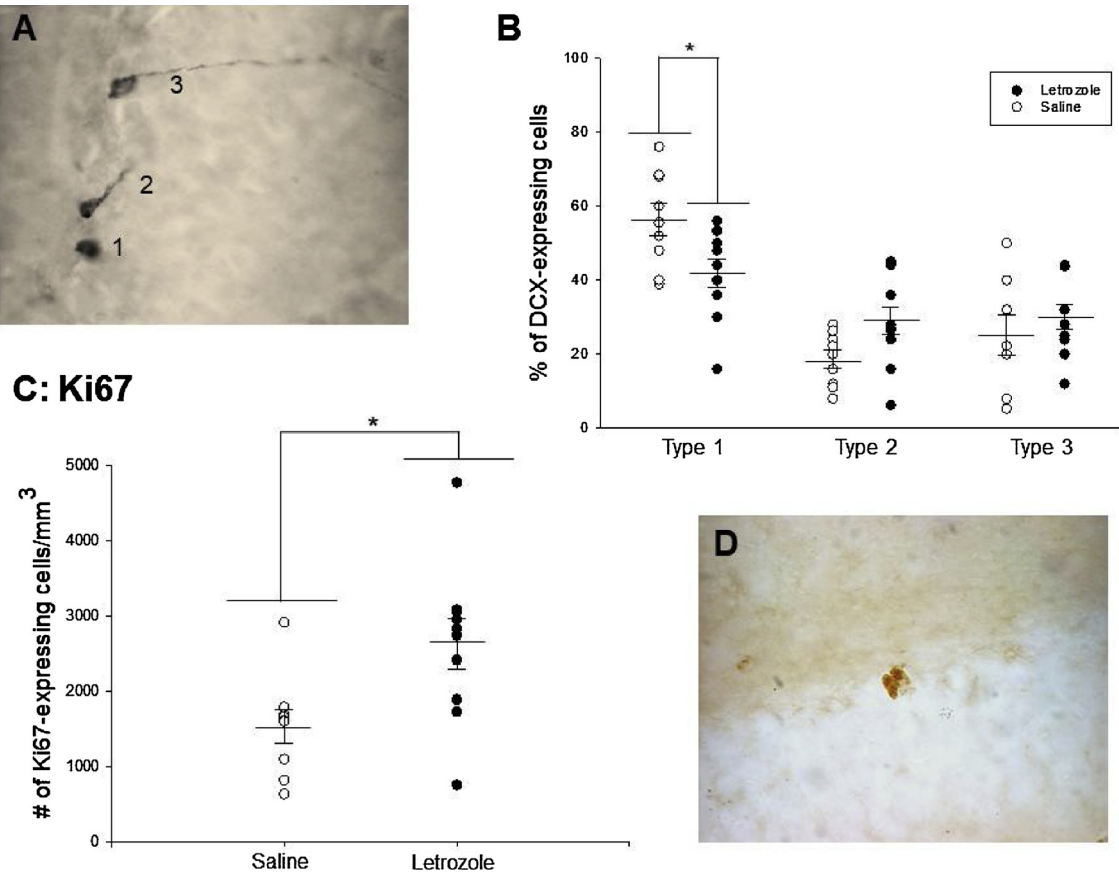 A
3
2
1
B
*
100
80
60
40
20
0
% of DCX-expressing cells
Letrozole
Saline
Type 1
Type 2
Type 3
C: Ki67
*
5000
4000
3000
2000
1000
0
# of Ki67-expressing cells/mm3
Saline
Letrozole
D